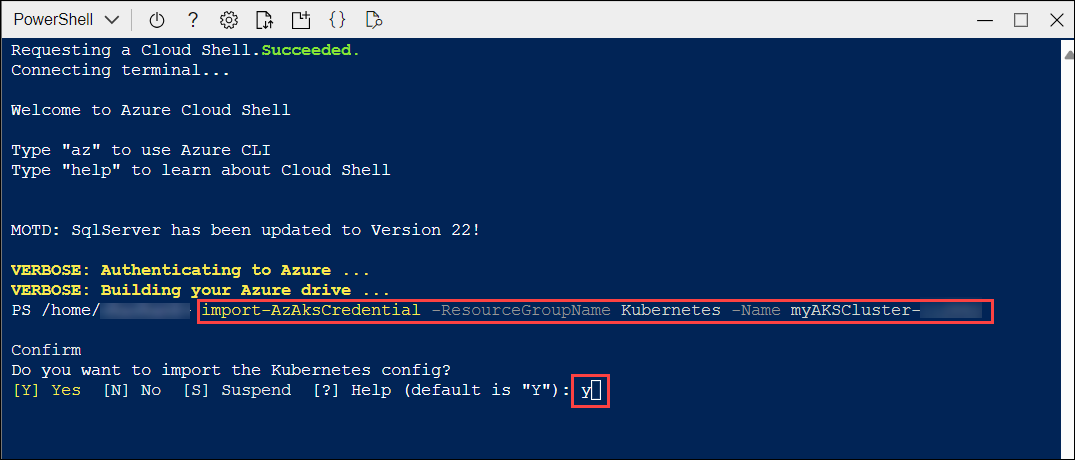 PowerShell
Requesting a Cloud Shell.Succeeded.
Connecting terminal...
Welcome to Azure Cloud Shell
Type "az" to use Azure CLI
Type "help" to learn about Cloud Shell
MOTD: SqlServer has been updated to Version 22!
VERBOSE: Authenticating to Azure ...
VERBOSE: Building your Azure drive ...
PS /home/ import-AzAksCredential -ResourceGroupName Kubernetes -Name myAKSCluster-
Confirm
Do you want to import the Kubernetes config?
[Y] Yes  [N] No  [S] Suspend  [?] Help (default is "Y"): y